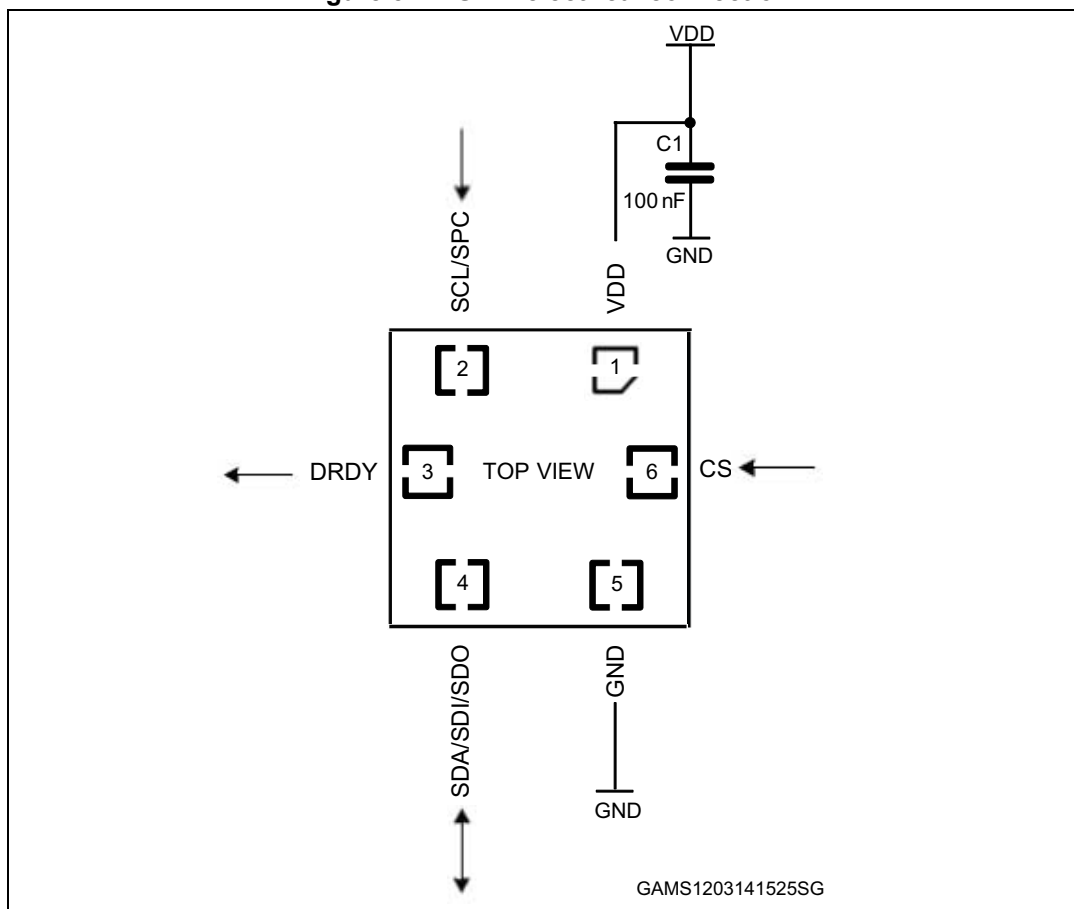 VDD
C1
100 nF
GND
SCL/SPC
VDD
2
1
DRDY
3
TOP VIEW
6
CS
4
5
SDA/SDI/SDO
GND
GND
GAMS1203141525SG